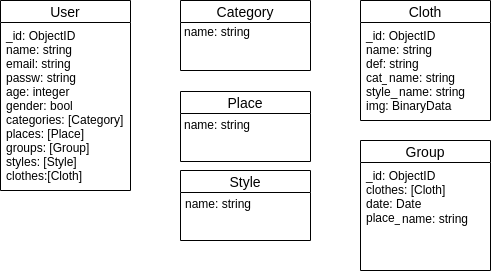 User
_id: ObjectID
name: string
email: string
passw: string
age: integer
gender: bool
categories: [Category]
places: [Place]
groups: [Group]
styles: [Style]
clothes:[Cloth]
Category
name: string
Place
name: string
Style
name: string
Cloth
_id: ObjectID
name: string
def: string
cat_name: string
style_name: string
img: BinaryData
Group
_id: ObjectID
clothes: [Cloth]
date: Date
place_name: string